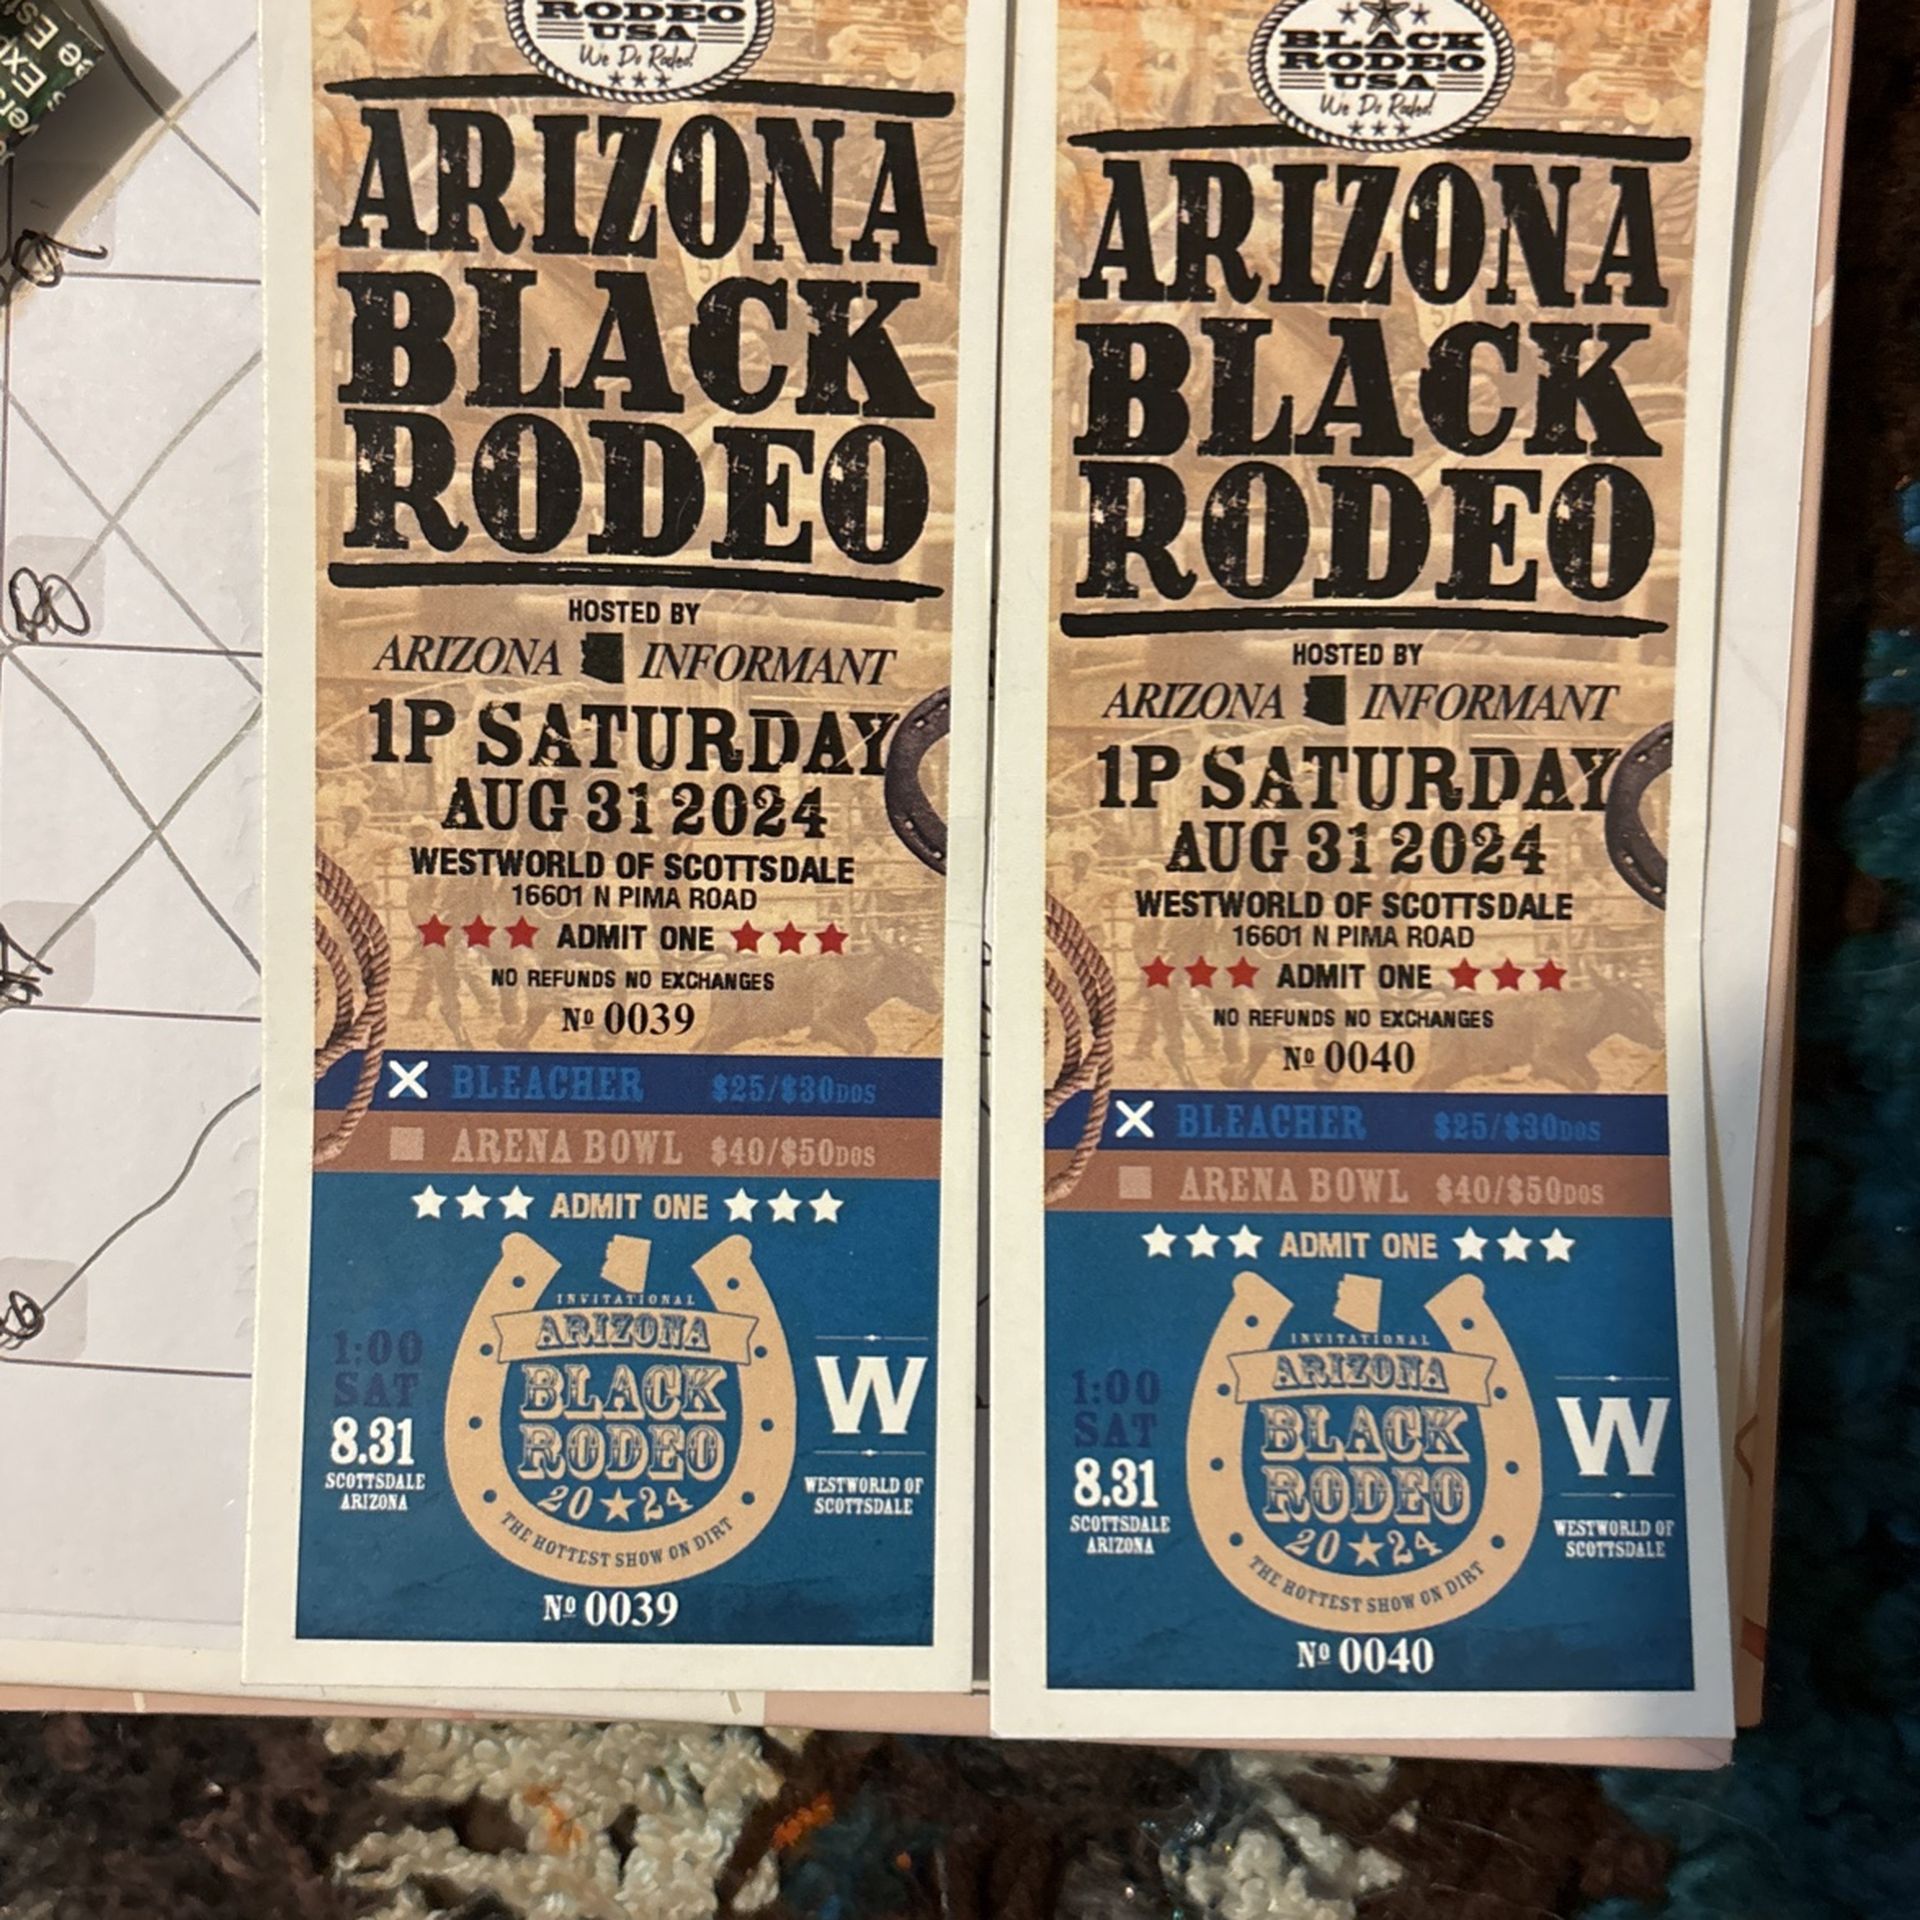 RODEO
USA
We Do Rodeo!
ARIZONA
BLACK
RODEO
HOSTED BY
ARIZONA INFORMANT
1P SATURDAY
AUG 31 2024
WESTWORLD OF SCOTTSDALE
16601 N PIMA ROAD
ADMIT ONE
NO REFUNDS NO EXCHANGES
Nº 0039
X BLEACHER $25/$30DOS
ARENA BOWL $40/$50DOS
ADMIT ONE
INVITATIONAL
ARIZONA
BLACK
RODEO
20★24
THE HOTTEST SHOW ON DIRT
1:00
SAT
8.31
SCOTTSDALE
ARIZONA
W
WESTWORLD OF
SCOTTSDALE
Nº 0039
BLACK
RODEO
USA
We Do Rodeo!
ARIZONA
BLACK
RODEO
HOSTED BY
ARIZONA INFORMANT
1P SATURDAY
AUG 31 2024
WESTWORLD OF SCOTTSDALE
16601 N PIMA ROAD
ADMIT ONE
NO REFUNDS NO EXCHANGES
Nº 0040
X BLEACHER $25/$30DOS
ARENA BOWL $40/$50DOS
ADMIT ONE
INVITATIONAL
ARIZONA
BLACK
RODEO
20★24
THE HOTTEST SHOW ON DIRT
1:00
SAT
8.31
SCOTTSDALE
ARIZONA
W
WESTWORLD OF
SCOTTSDALE
Nº 0040